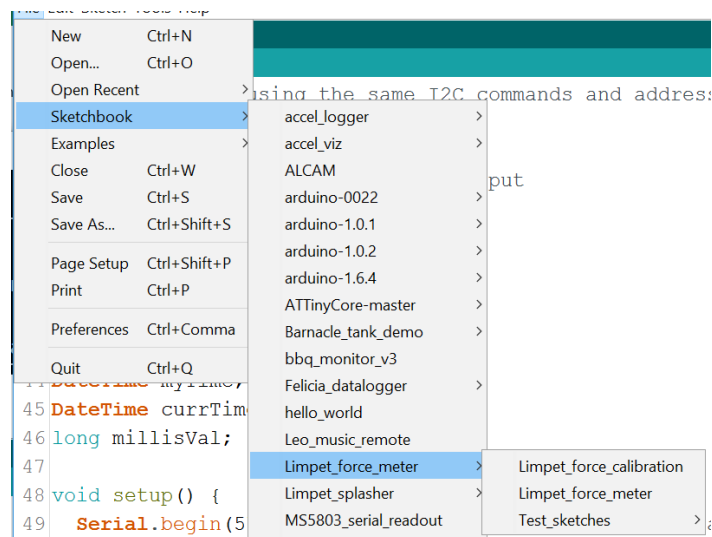 File Edit Sketch Tools Help
New Ctrl+N
Open... Ctrl+O
Open Recent
Sketchbook
Examples
Close Ctrl+W
Save Ctrl+S
Save As... Ctrl+Shift+S
Page Setup Ctrl+Shift+P
Print Ctrl+P
Preferences Ctrl+Comma
Quit Ctrl+Q
using the same I2C commands and address
put
accel_logger
accel_viz
ALCAM
arduino-0022
arduino-1.0.1
arduino-1.0.2
arduino-1.6.4
ATTinyCore-master
Barnacle_tank_demo
bbq_monitor_v3
Felicia_datalogger
hello_world
Leo_music_remote
Limpet_force_meter
Limpet_splasher
MS5803_serial_readout
Limpet_force_calibration
Limpet_force_meter
Test_sketches
44 DateTime myTime;
45 DateTime currTim
46 long millisVal;
47
48 void setup() {
49 Serial.begin(5